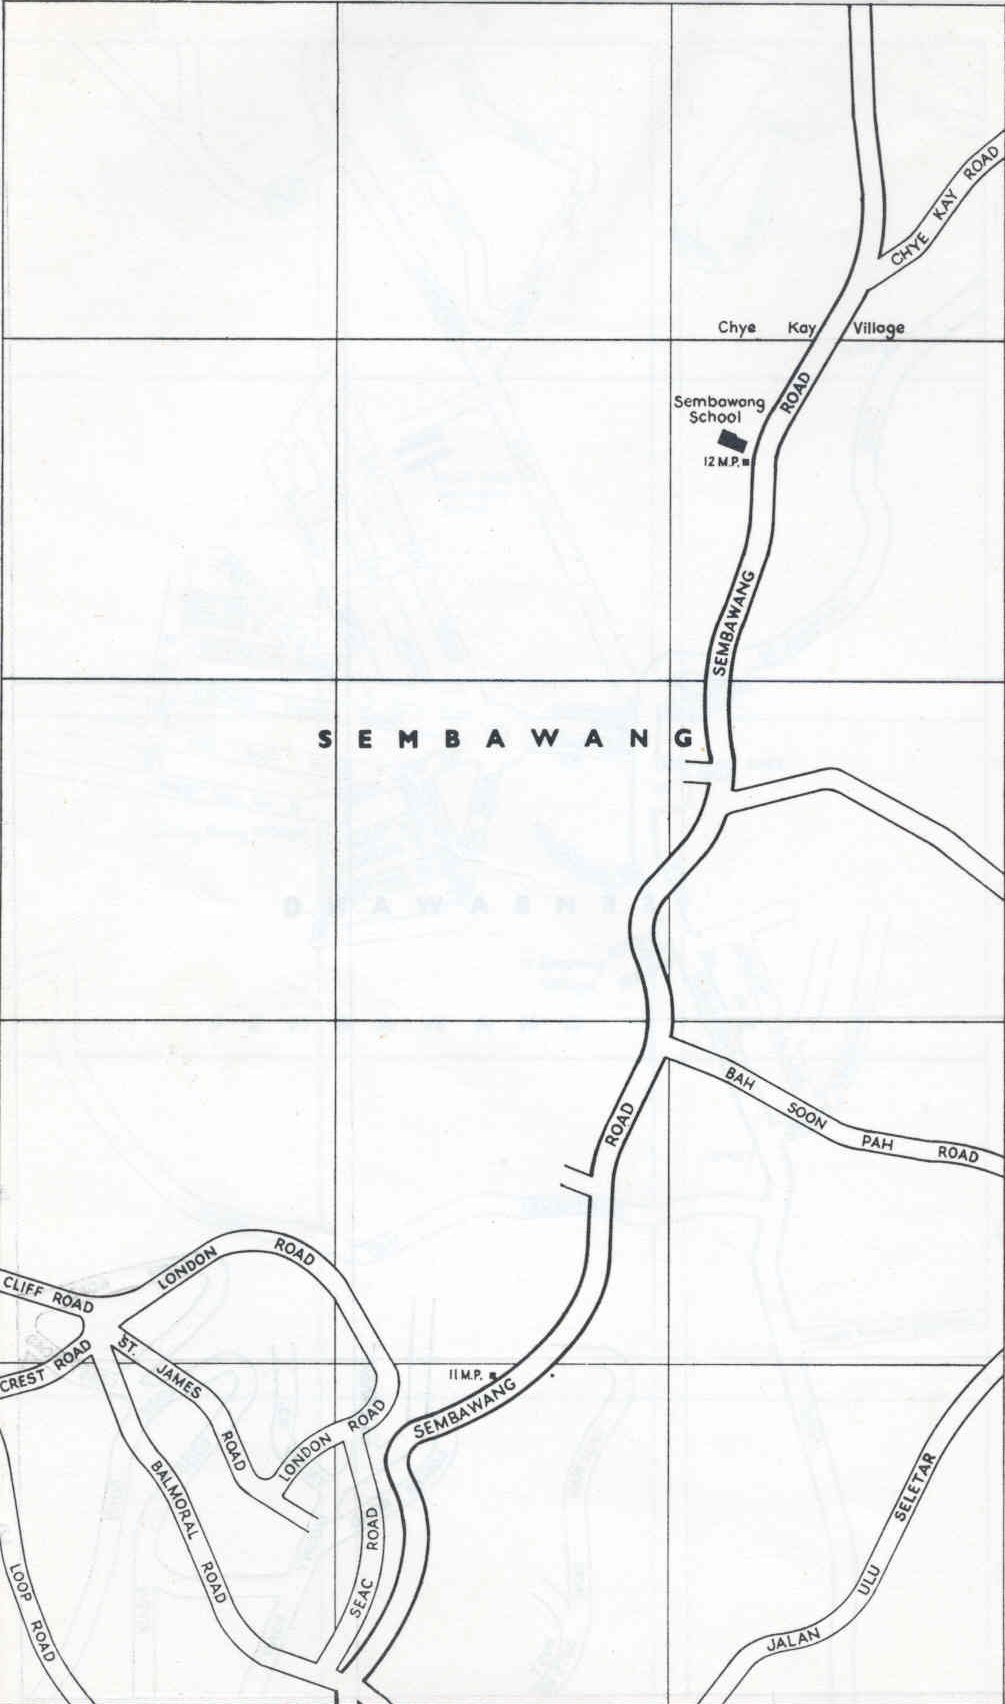 CHYE KAY ROAD
Chye Kay Village
ROAD
Sembawang
School
12 M.P.
SEMBAWANG
SEMBAWANG
BAH SOON PAH ROAD
ROAD
LONDON ROAD
CLIFF ROAD
CREST ROAD
ST. JAMES ROAD
11 M.P.
SEMBAWANG
LONDON ROAD
BALMORAL ROAD
SEAC ROAD
LOOP ROAD
JALAN ULU SELETAR